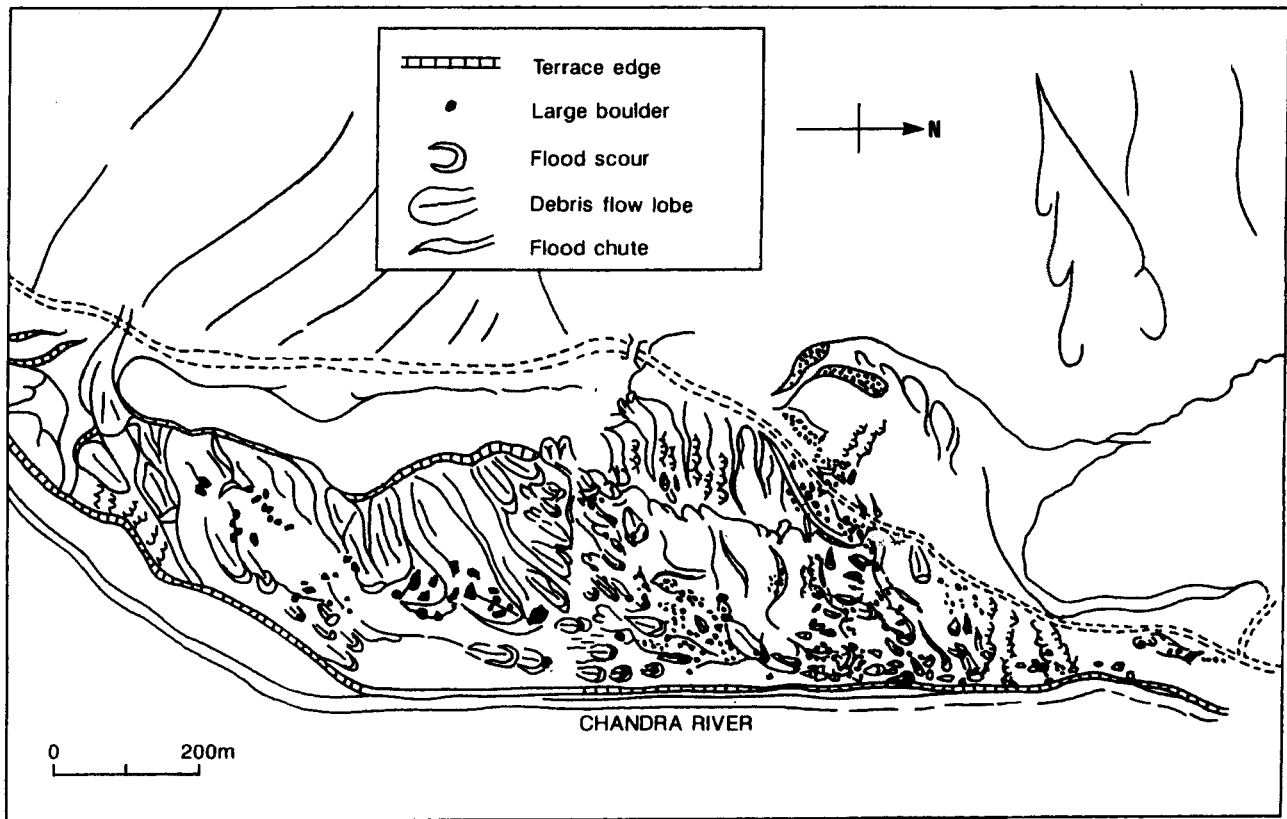 Terrace edge
Large boulder
Flood scour
Debris flow lobe
Flood chute
N
CHANDRA RIVER
0 200m